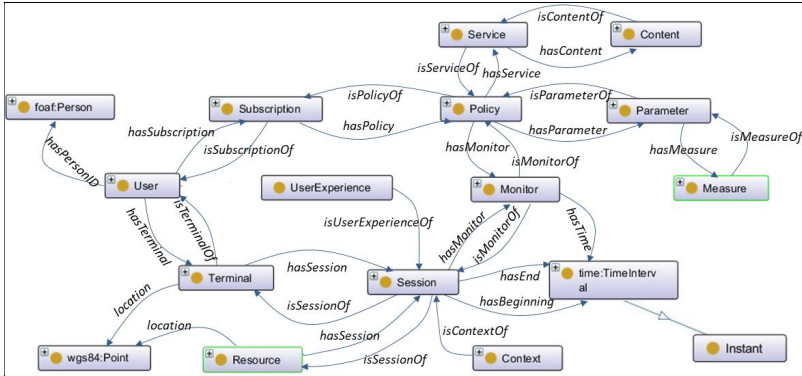 isContentOf
Service
Content
hasContent
isServiceOf
hasService
foaf:Person
Subscription
isPolicyOf
Policy
isParameterOf
Parameter
hasSubscription
hasPolicy
hasParameter
isMeasureOf
hasPersonID
isSubscriptionOf
hasMonitor
isMonitorOf
hasMeasure
User
UserExperience
Monitor
Measure
hasTerminal
isTerminalOf
isUserExperienceOf
hasMonitor
isMonitorOf
hasTime
Terminal
hasSession
Session
hasEnd
time:TimeInterv
al
location
isSessionOf
hasBeginning
location
hasSession
isContextOf
wgs84:Point
Resource
isSessionOf
Context
Instant